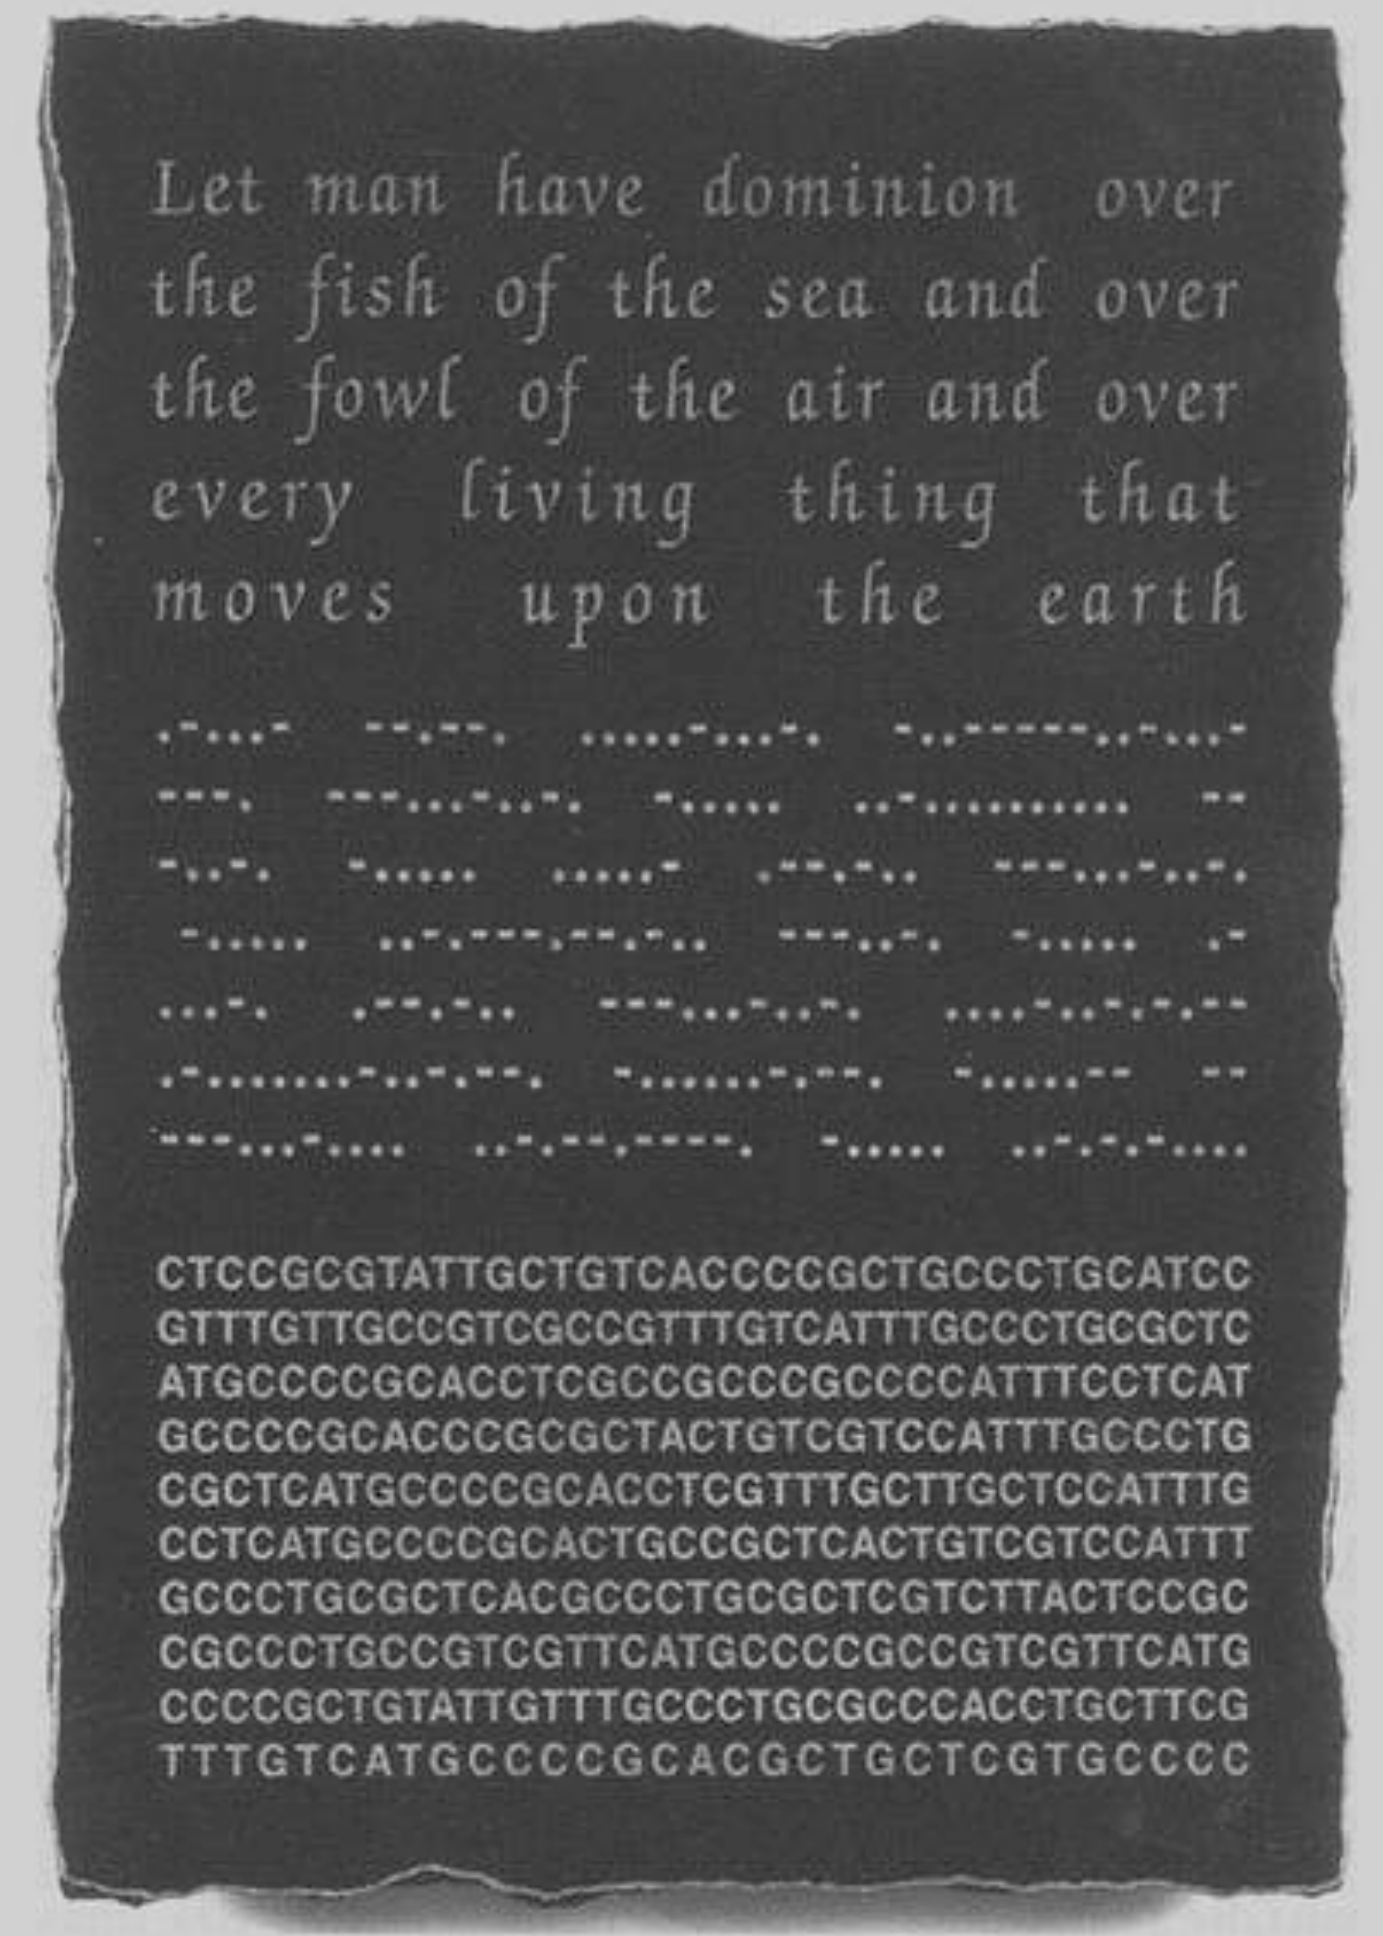 Let man have dominion over
the fish of the sea and over
the fowl of the air and over
every living thing that
moves upon the earth
.-...- --.--. .....-...-. -..-----..-...-
---. ---...-..-. -..... ..-.......... --
-..-. -..... .....- .--.-.. ---...-..-.
-..... ..-.---.--.-.. ---..-. -..... .-
...-. .--.-.. ---...-..-. ....-..-.-.--
.-.......-..-.--. -......-.--. -.....-- --
---...-.... ..-.--.----. -..... ..-.-.-....
CTCCGCGTATTGCTGTCACCCCGCTGCCCTGCATCC
GTTTGTTGCCGTCGCCGTTTGTCATTTGCCCTGCGCTC
ATGCCCCGCACCTCGCCGCCCGCCCCATTTCCTCAT
GCCCCGCACCCGCGCTACTGTCGTCCATTTGCCCTG
CGCTCATGCCCCGCACCTCGTTTGCTTGCTCCATTTG
CCTCATGCCCCGCACTGCCGCTCACTGTCGTCCATTT
GCCCTGCGCTCACGCCCTGCGCTCGTCTTACTCCGC
CGCCCTGCCGTCGTTCATGCCCCGCCGTCGTTCATG
CCCCGCTGTATTGTTTGCCCTGCGCCCACCTGCTTCG
TTTGTCATGCCCCGCACGCTGCTCGTGCCCC